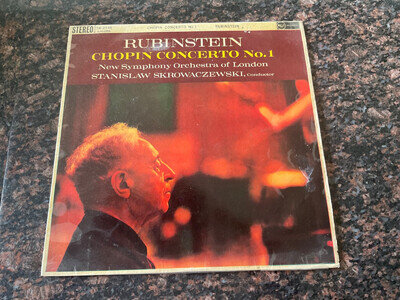 STEREO
CHOPIN CONCERTO No. 1
RUBINSTEIN
RUBINSTEIN
CHOPIN CONCERTO No. 1
New Symphony Orchestra of London
STANISLAW SKROWACZEWSKI, Conductor